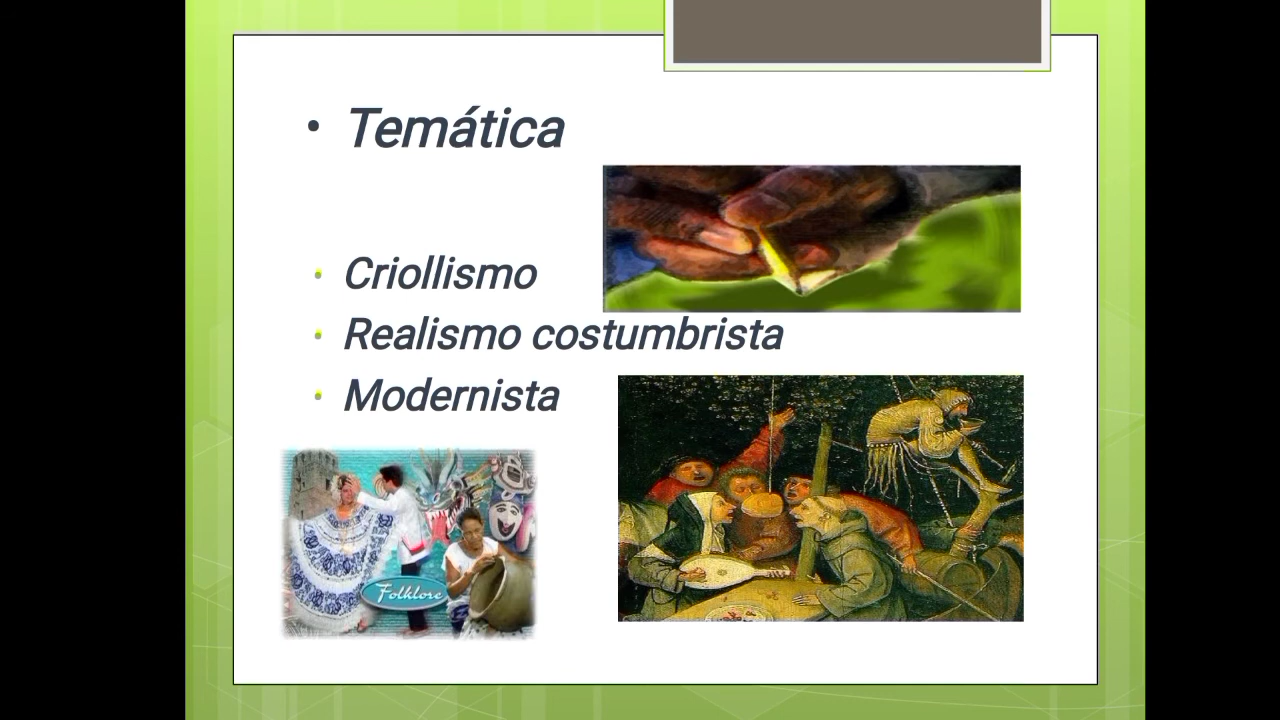 Temática
Criollismo
Realismo costumbrista
Modernista
Folklore